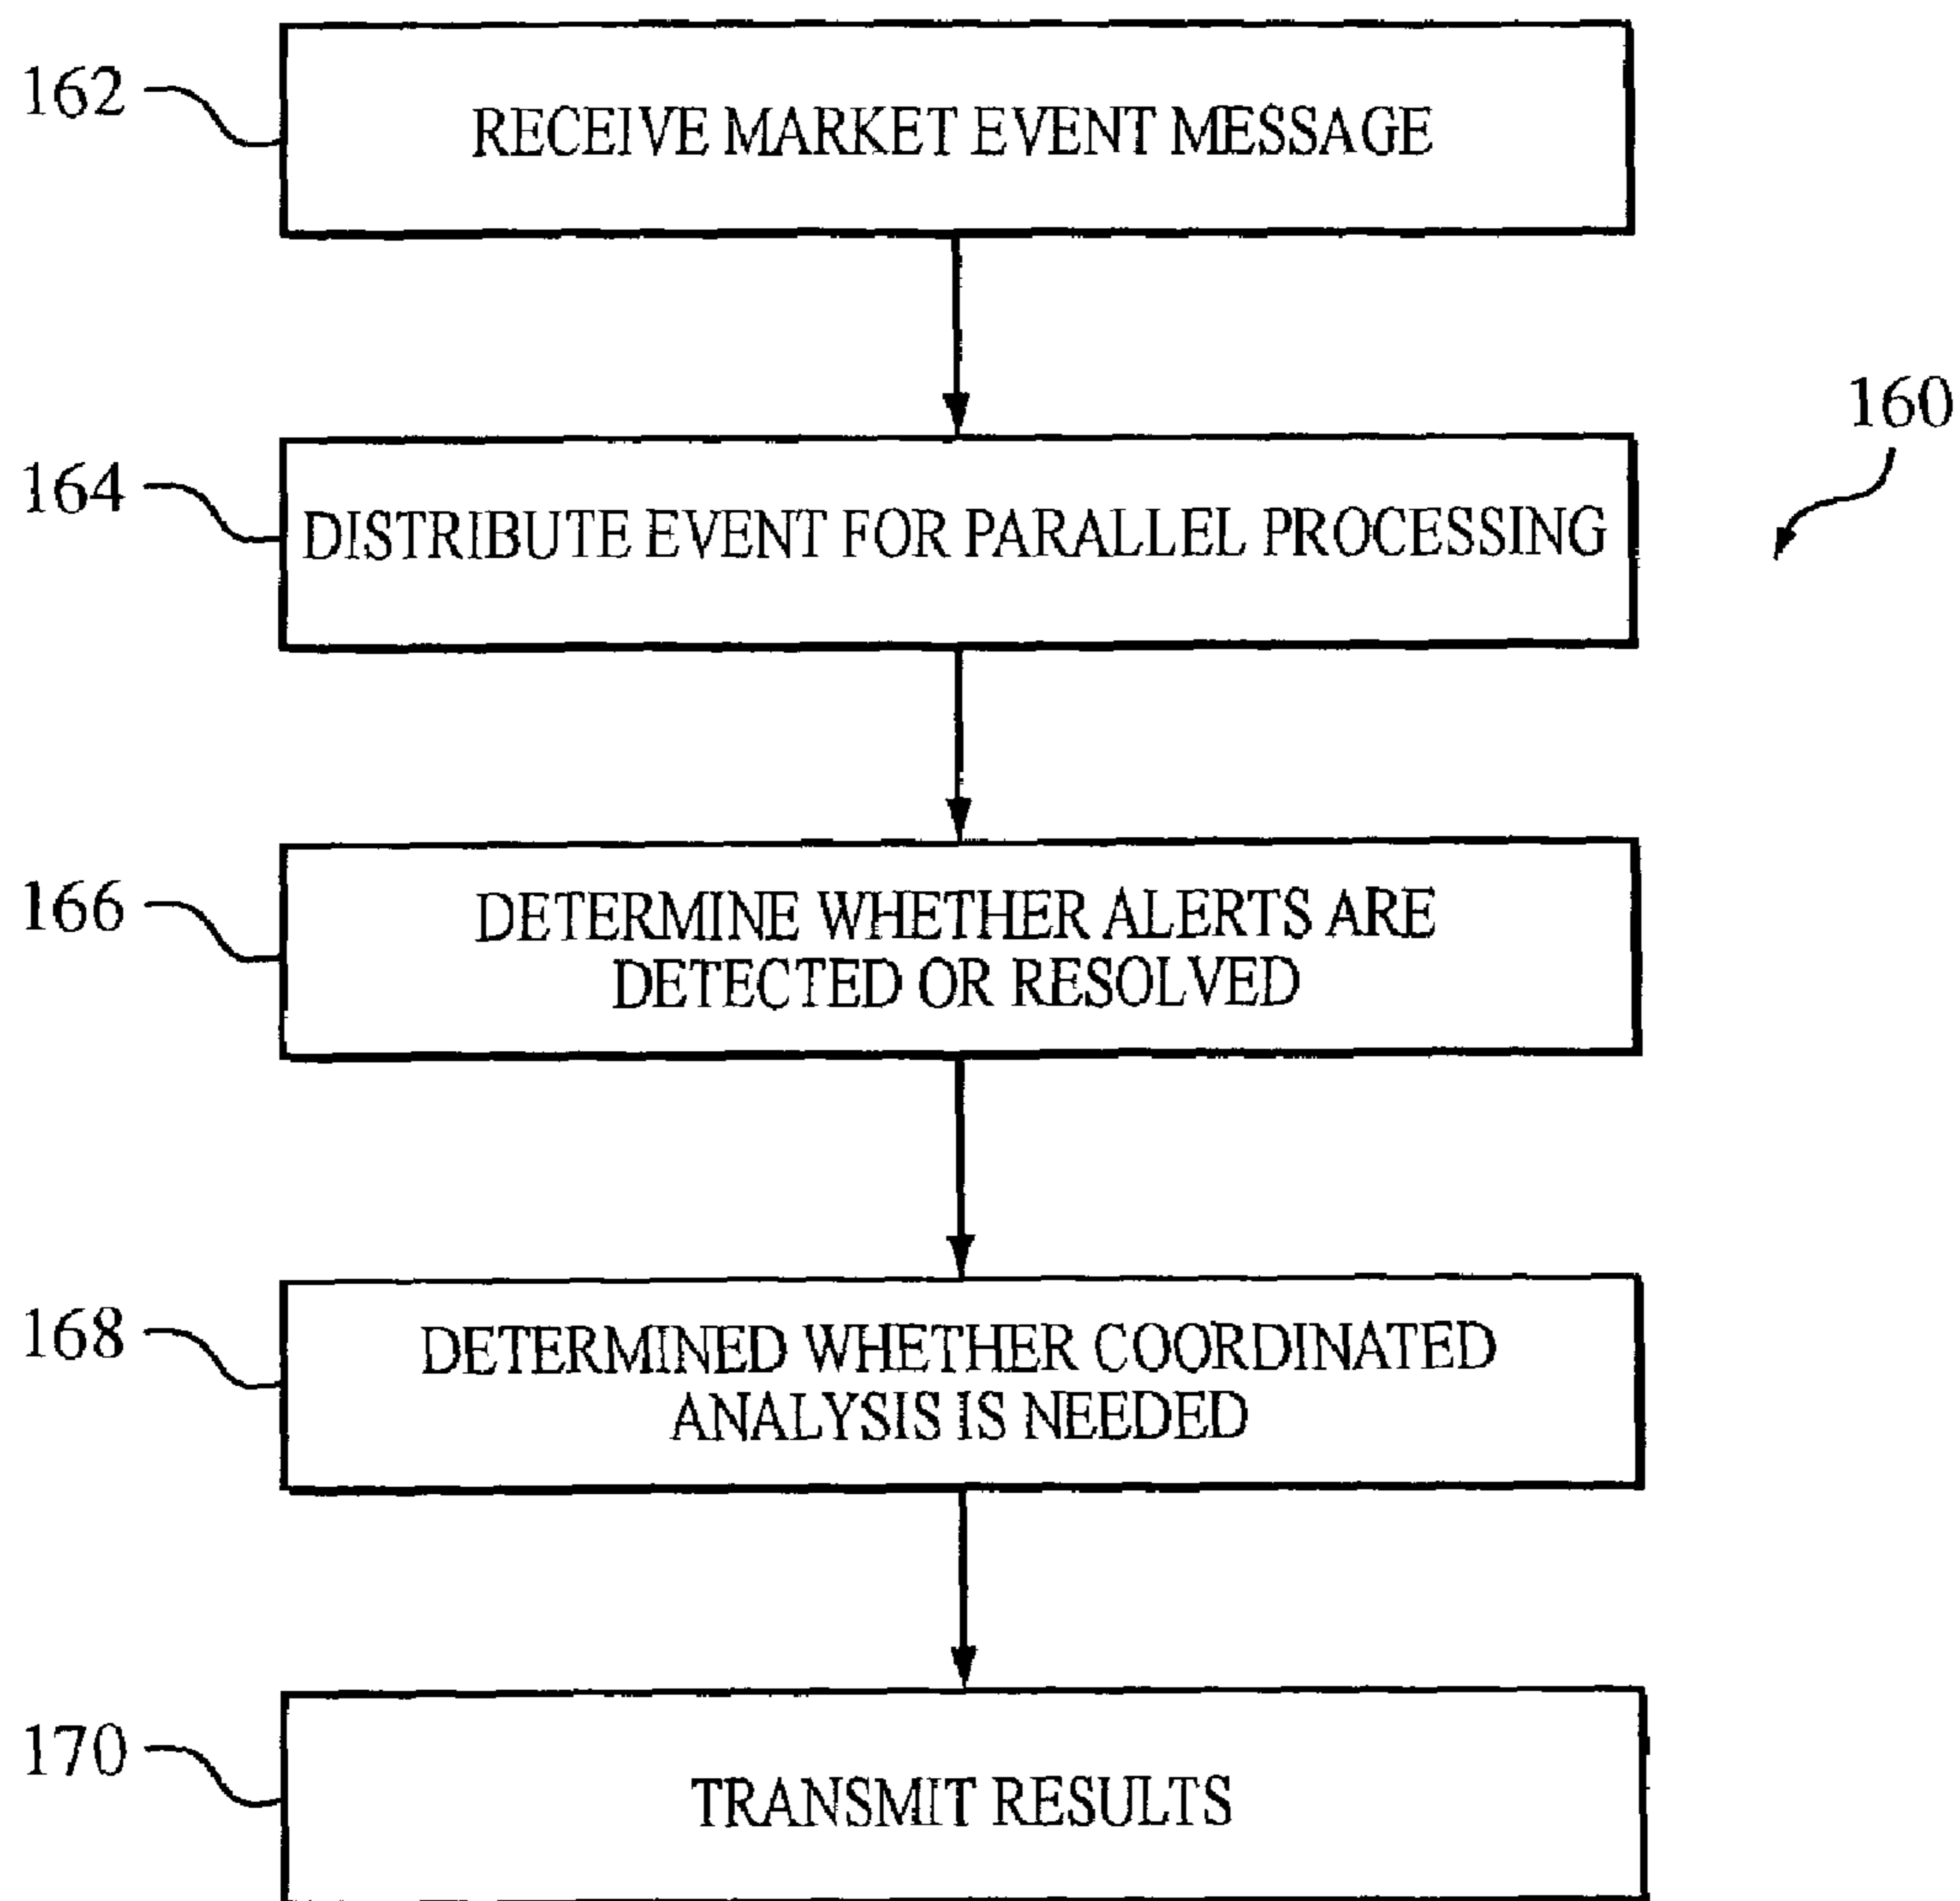 162
RECEIVE MARKET EVENT MESSAGE
160
164
DISTRIBUTE EVENT FOR PARALLEL PROCESSING
166
DETERMINE WHETHER ALERTS ARE
DETECTED OR RESOLVED
168
DETERMINED WHETHER COORDINATED
ANALYSIS IS NEEDED
170
TRANSMIT RESULTS